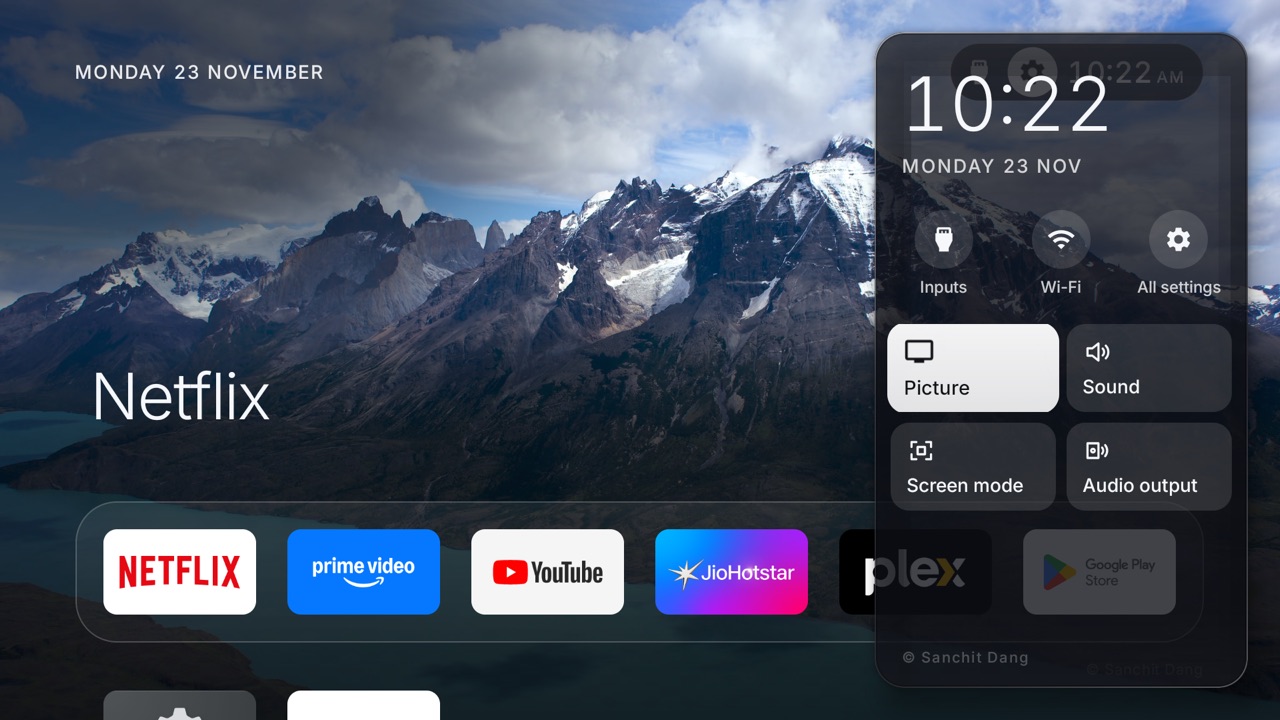 MONDAY 23 NOVEMBER
10:22 AM
10:22
MONDAY 23 NOV
Inputs
Wi-Fi
All settings
Picture
Sound
Screen mode
Audio output
Netflix
NETFLIX
prime video
YouTube
JioHotstar
plex
Google Play
Store
© Sanchit Dang
© Sanchit Dang